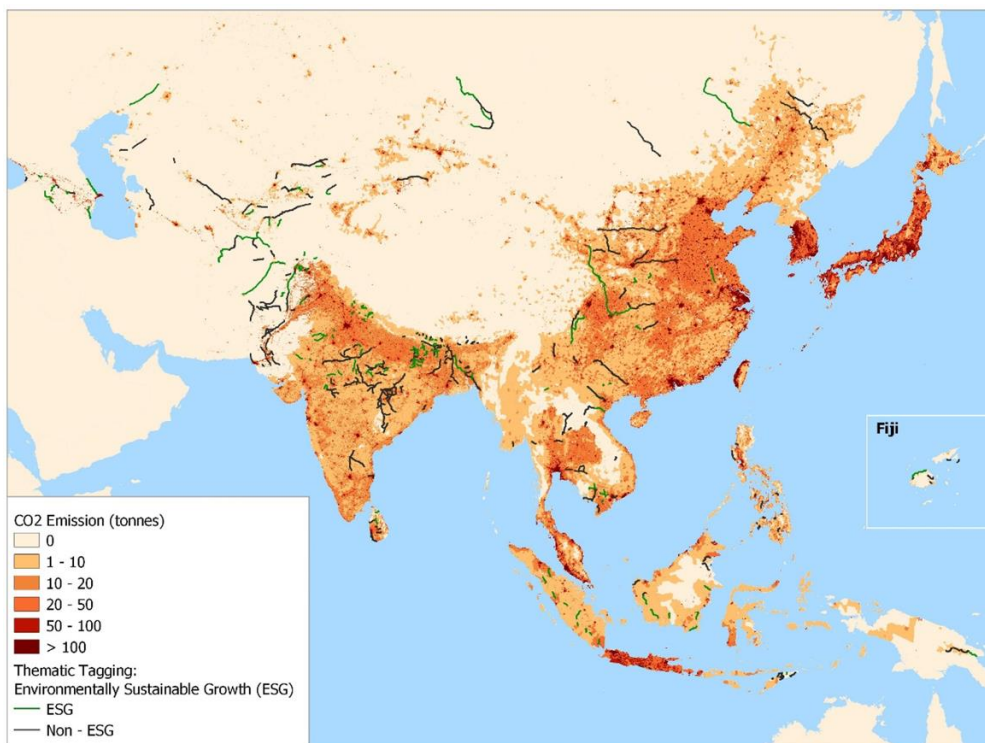 Fiji
CO2 Emission (tonnes)
0
1 - 10
10 - 20
20 - 50
50 - 100
> 100
Thematic Tagging:
Environmentally Sustainable Growth (ESG)
ESG
Non - ESG